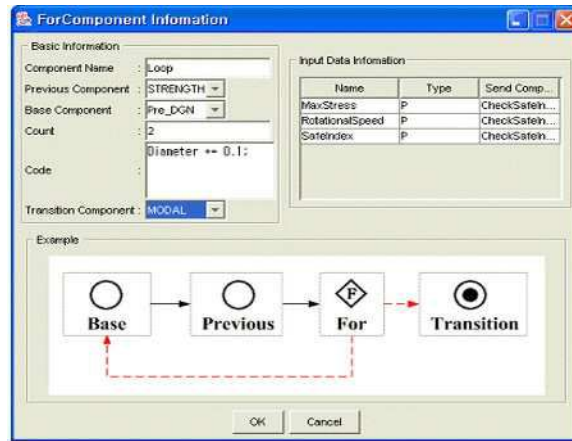 ForComponent Infomation
Basic Information
Component Name : Loop
Previous Component : STRENGTH
Base Component : Pre_DGN
Count : 2
Code :
Diameter += 0.1;
Transition Component : MODAL
Input Data Infomation
Name Type Send Comp...
MaxStress P CheckSafeIn...
RotationalSpeed P CheckSafeIn...
SafeIndex P CheckSafeIn...
Example
F
Base Previous For Transition
OK Cancel